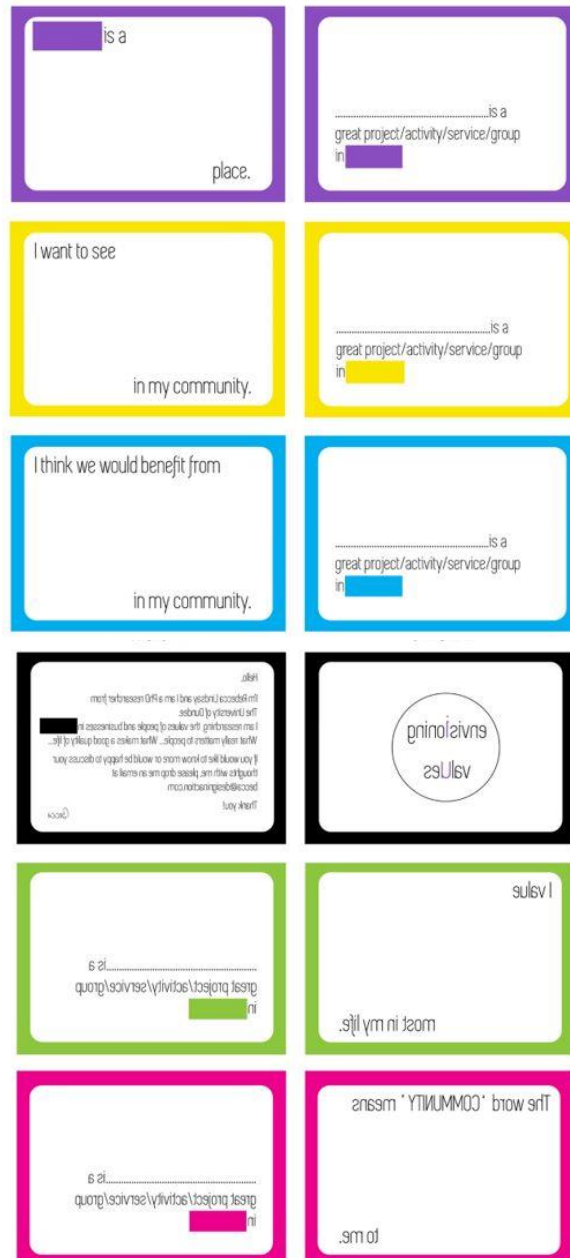 is a
place.
....................................................is a
great project/activity/service/group
in
I want to see
in my community.
....................................................is a
great project/activity/service/group
in
I think we would benefit from
in my community.
....................................................is a
great project/activity/service/group
in
Hello,
I'm Rebecca Lindsay and I am a PhD researcher from
The University of Dundee.
I am researching the values of people and businesses in
What really matters to people... What makes a good quality of life...
If you would like to know more or would be happy to discuss your
thoughts with me, please drop me an email at
becca@designinaction.com
Thank you!
Becca
envisioning
values
....................................................is a
great project/activity/service/group
in
I value
most in my life.
....................................................is a
great project/activity/service/group
in
The word 'COMMUNITY' means
to me.